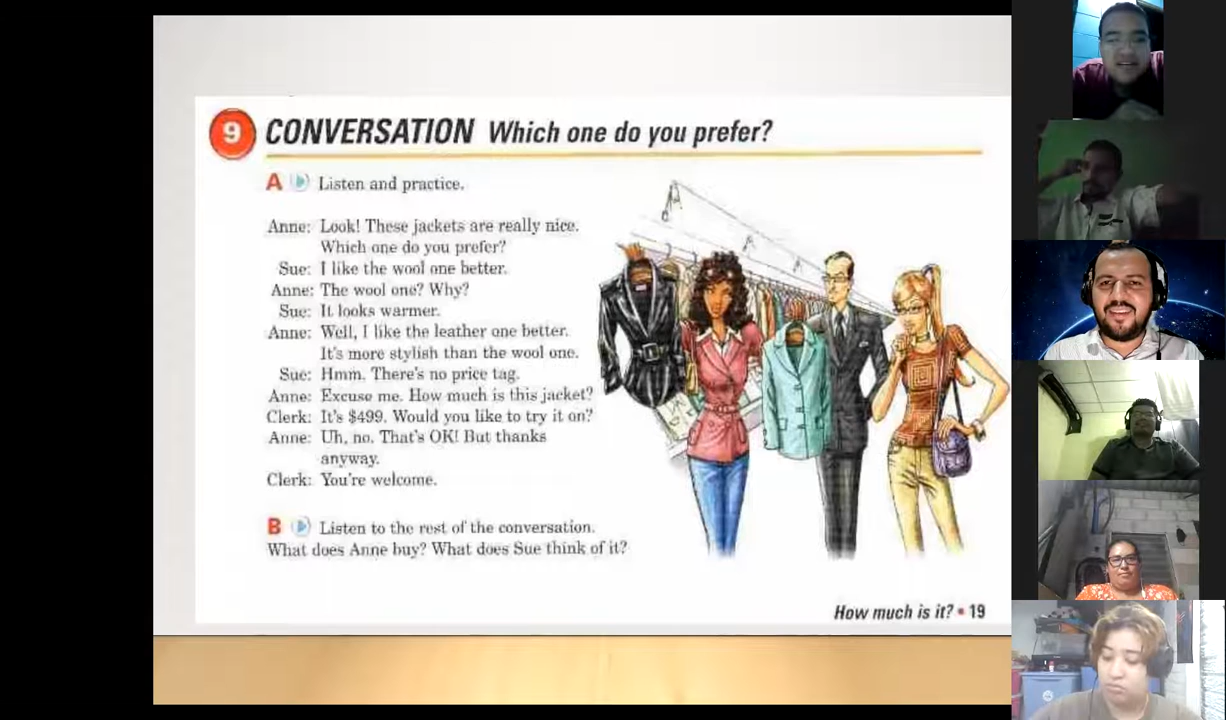 9 CONVERSATION Which one do you prefer?
A Listen and practice.
Anne: Look! These jackets are really nice.
Which one do you prefer?
Sue: I like the wool one better.
Anne: The wool one? Why?
Sue: It looks warmer.
Anne: Well, I like the leather one better.
It's more stylish than the wool one.
Sue: Hmm. There's no price tag.
Anne: Excuse me. How much is this jacket?
Clerk: It's $499. Would you like to try it on?
Anne: Uh, no. That's OK! But thanks
anyway.
Clerk: You're welcome.
B Listen to the rest of the conversation.
What does Anne buy? What does Sue think of it?
How much is it? • 19